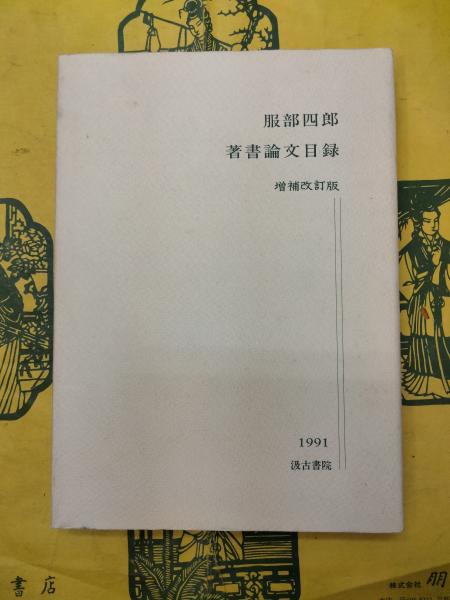 服部四郎
著書論文目録
増補改訂版
1991
汲古書院
書店
株式会社 朋